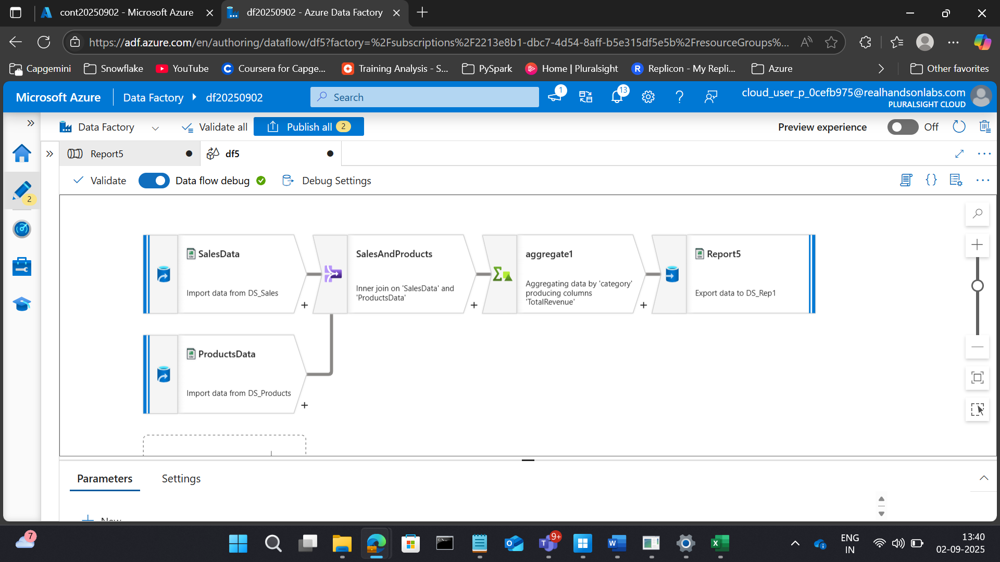 cont20250902 - Microsoft Azure
df20250902 - Azure Data Factory
https://adf.azure.com/en/authoring/dataflow/df5?factory=%2Fsubscriptions%2F2213e8b1-dbc7-4d54-8aff-b5e315df5e5b%2FresourceGroups%...
Capgemini
Snowflake
YouTube
Coursera for Capge...
Training Analysis - S...
PySpark
Home | Pluralsight
Replicon - My Repli...
Azure
Other favorites
Microsoft Azure
Data Factory
df20250902
Search
1
13
cloud_user_p_0cefb975@realhandsonlabs.com
PLURALSIGHT CLOUD
Data Factory
Validate all
Publish all 2
Preview experience
Off
Report5
df5
Validate
Data flow debug
Debug Settings
2
SalesData
Import data from DS_Sales
SalesAndProducts
Inner join on 'SalesData' and
'ProductsData'
aggregate1
Aggregating data by 'category'
producing columns
'TotalRevenue'
Report5
Export data to DS_Rep1
ProductsData
Import data from DS_Products
Parameters
Settings
New
7
9+
ENG
IN
13:40
02-09-2025